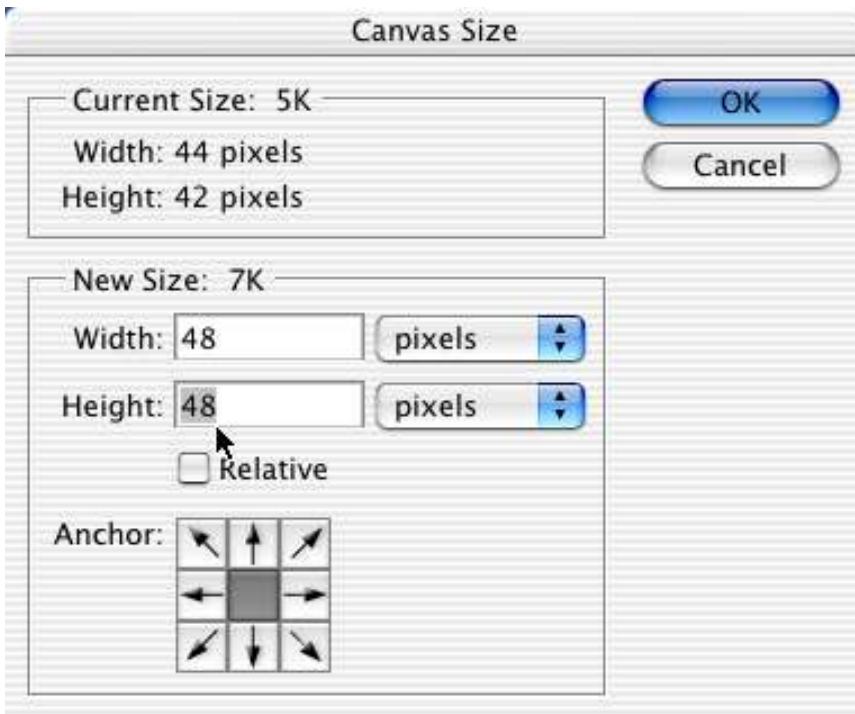 Canvas Size
Current Size: 5K
Width: 44 pixels
Height: 42 pixels
OK
Cancel
New Size: 7K
Width: 48 pixels
Height: 48 pixels
Relative
Anchor: